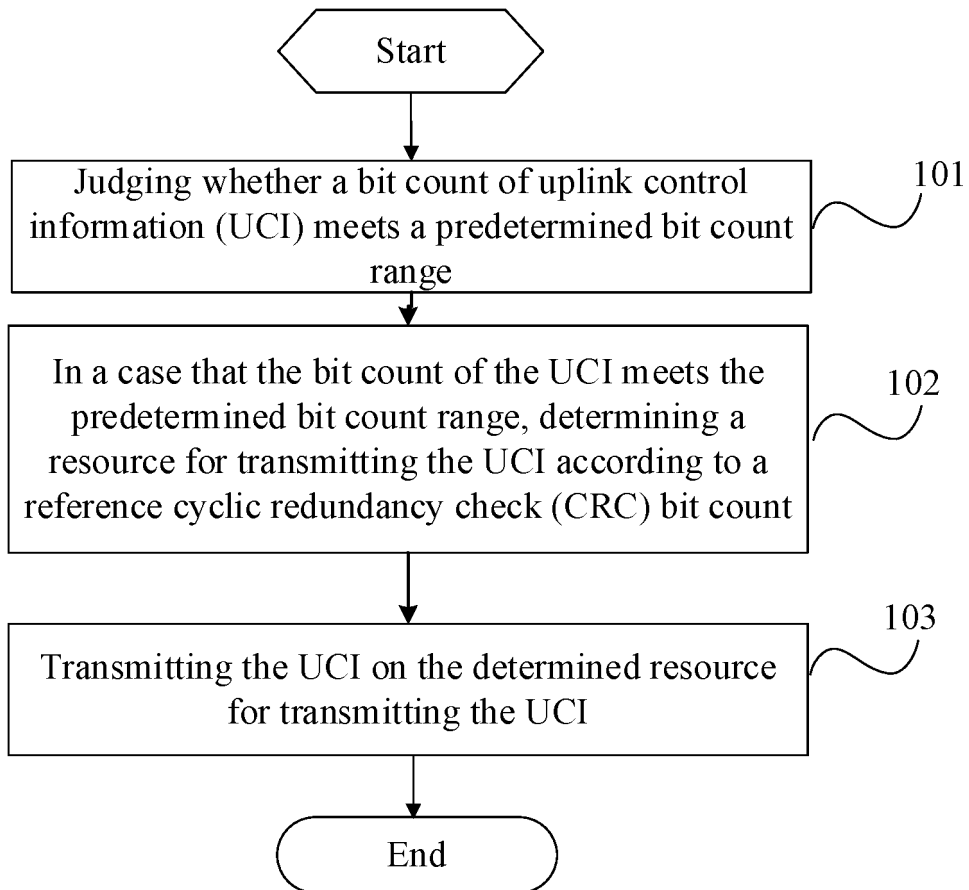 Start
Judging whether a bit count of uplink control
information (UCI) meets a predetermined bit count
range
101
In a case that the bit count of the UCI meets the
predetermined bit count range, determining a
resource for transmitting the UCI according to a
reference cyclic redundancy check (CRC) bit count
102
Transmitting the UCI on the determined resource
for transmitting the UCI
103
End